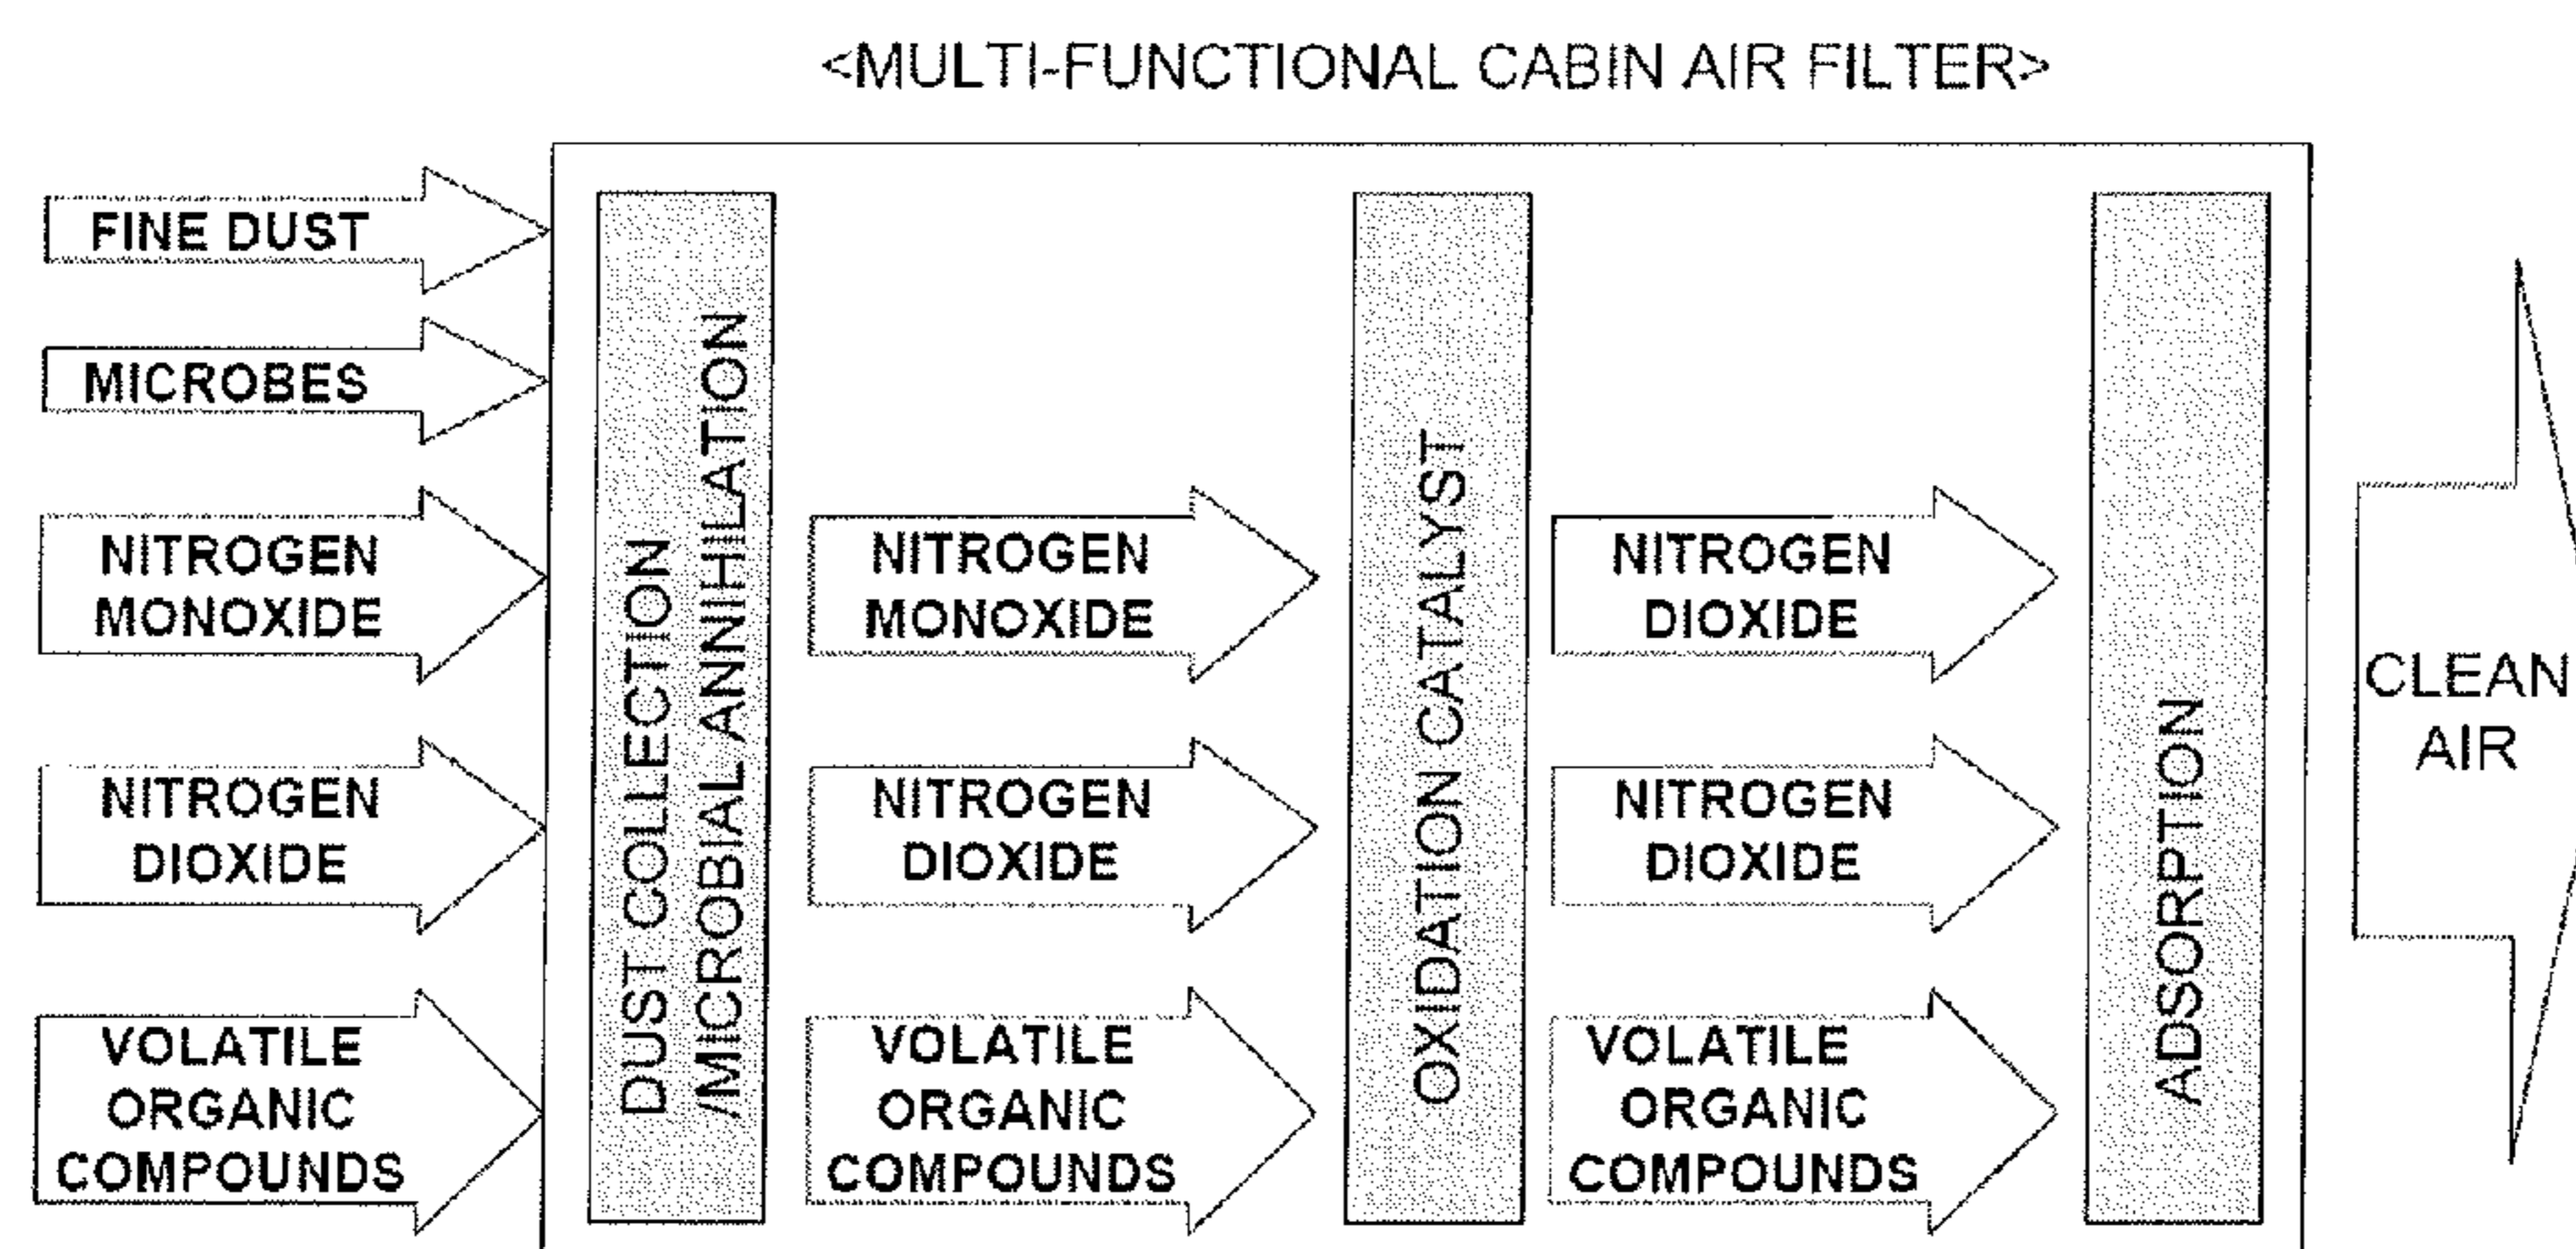 <MULTI-FUNCTIONAL CABIN AIR FILTER>
FINE DUST
MICROBES
NITROGEN
MONOXIDE
NITROGEN
DIOXIDE
VOLATILE
ORGANIC
COMPOUNDS
DUST COLLECTION
/MICROBIAL ANNIHILATION
NITROGEN
MONOXIDE
NITROGEN
DIOXIDE
VOLATILE
ORGANIC
COMPOUNDS
OXIDATION CATALYST
NITROGEN
DIOXIDE
NITROGEN
DIOXIDE
VOLATILE
ORGANIC
COMPOUNDS
ADSORPTION
CLEAN
AIR